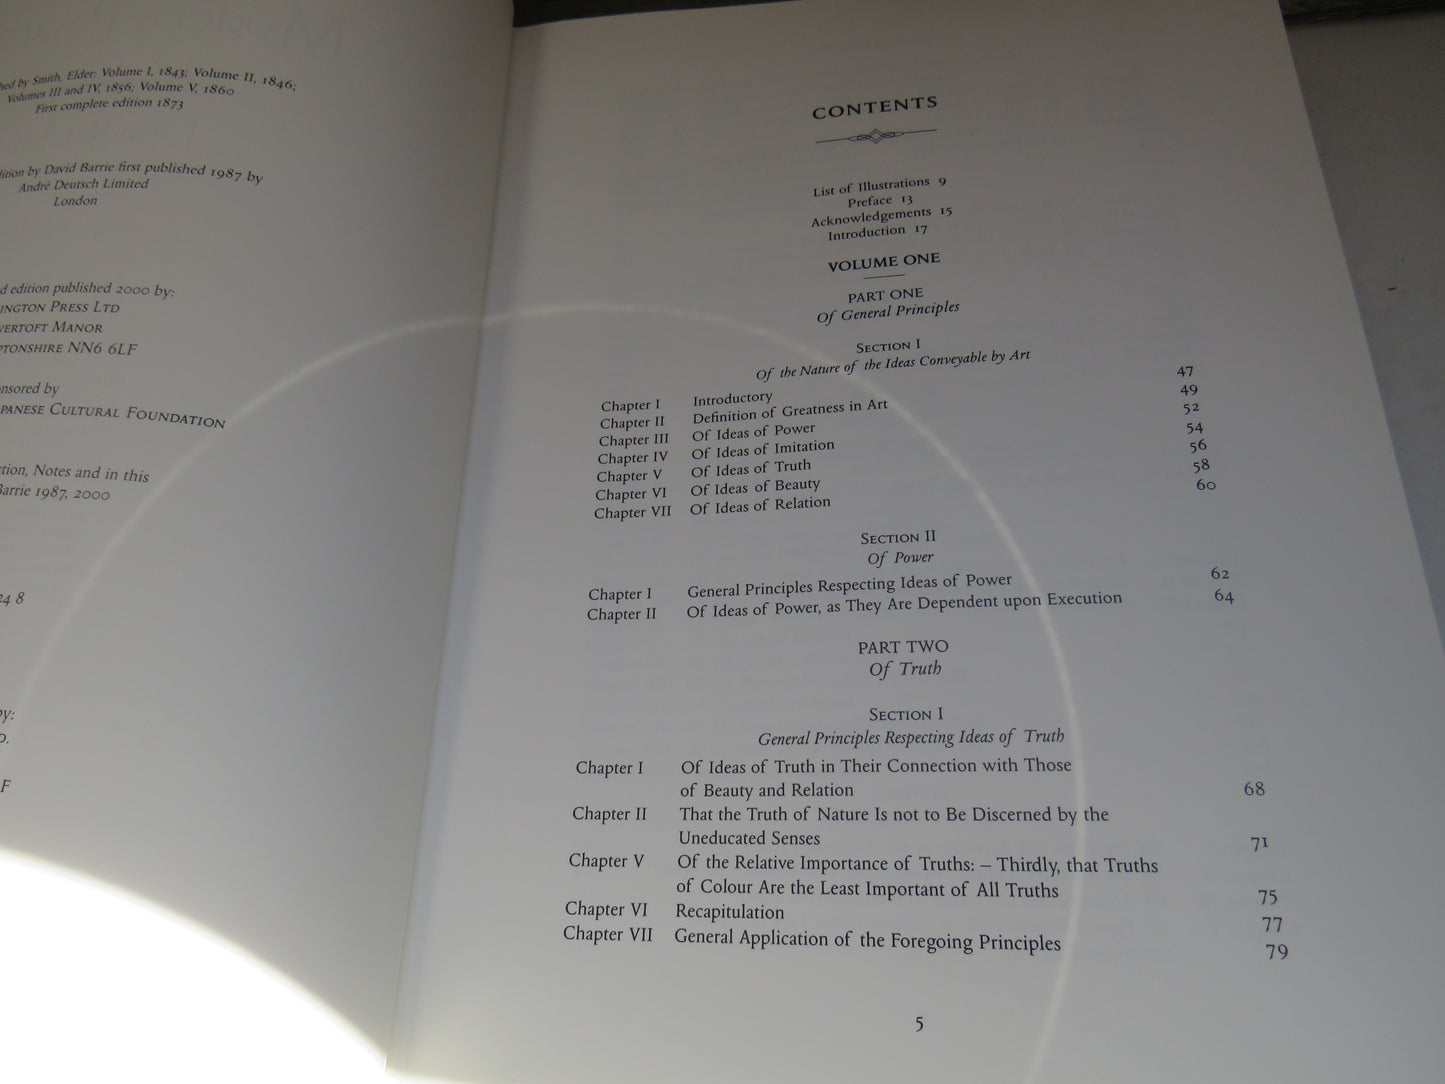 by Smith, Elder: Volume I, 1843; Volume II, 1846;
Volumes III and IV, 1856; Volume V, 1860
First complete edition 1873
by David Barrie first published 1987 by
André Deutsch Limited
London
edition published 2000 by:
Press Ltd
Manor
NN6 6LF
by
Cultural Foundation
Notes and in this
Barrie 1987, 2000
24 8
by:
CONTENTS
List of Illustrations 9
Preface 13
Acknowledgements 15
Introduction 17
VOLUME ONE
PART ONE
Of General Principles
Section I
Of the Nature of the Ideas Conveyable by Art
Chapter I Introductory 47
Chapter II Definition of Greatness in Art 49
Chapter III Of Ideas of Power 52
Chapter IV Of Ideas of Imitation 54
Chapter V Of Ideas of Truth 56
Chapter VI Of Ideas of Beauty 58
Chapter VII Of Ideas of Relation 60
Section II
Of Power
Chapter I General Principles Respecting Ideas of Power 62
Chapter II Of Ideas of Power, as They Are Dependent upon Execution 64
PART TWO
Of Truth
Section I
General Principles Respecting Ideas of Truth
Chapter I Of Ideas of Truth in Their Connection with Those
of Beauty and Relation 68
Chapter II That the Truth of Nature Is not to Be Discerned by the
Uneducated Senses 71
Chapter V Of the Relative Importance of Truths: – Thirdly, that Truths
of Colour Are the Least Important of All Truths 75
Chapter VI Recapitulation 77
Chapter VII General Application of the Foregoing Principles 79
5